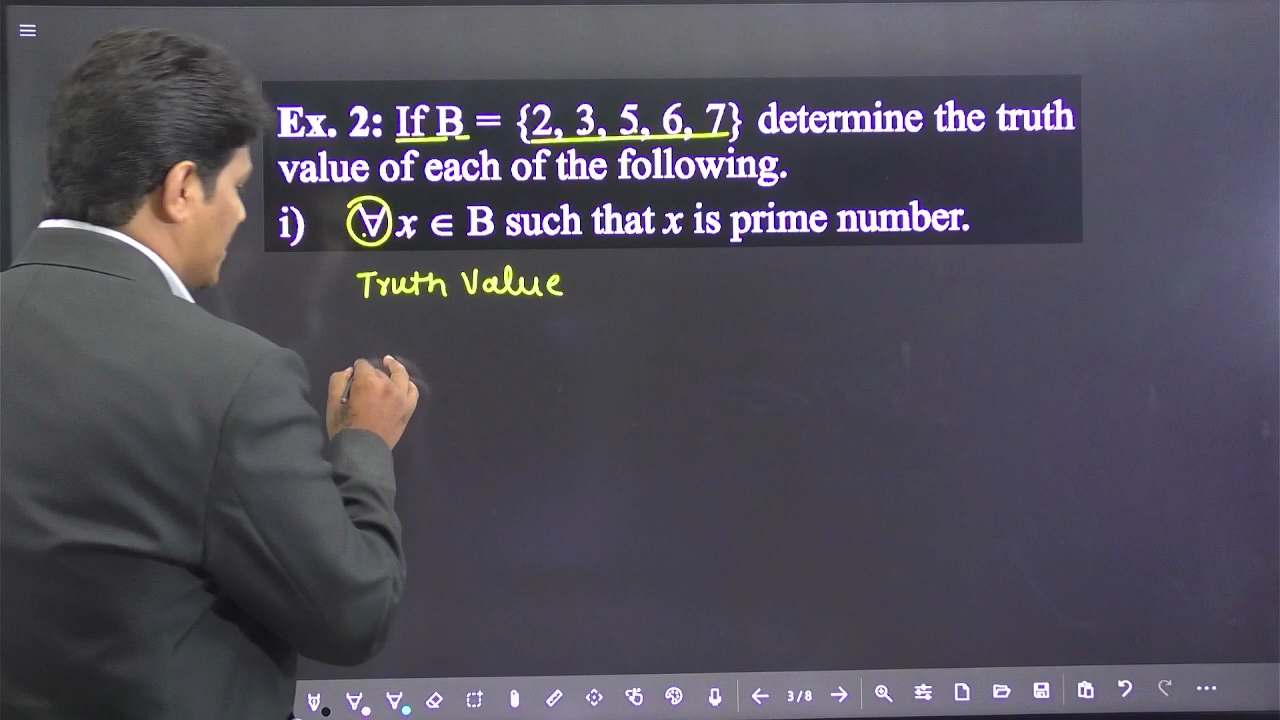 Ex. 2: If B = {2, 3, 5, 6, 7} determine the truth
value of each of the following.
i) ∀ x ∈ B such that x is prime number.
Truth Value
3/8